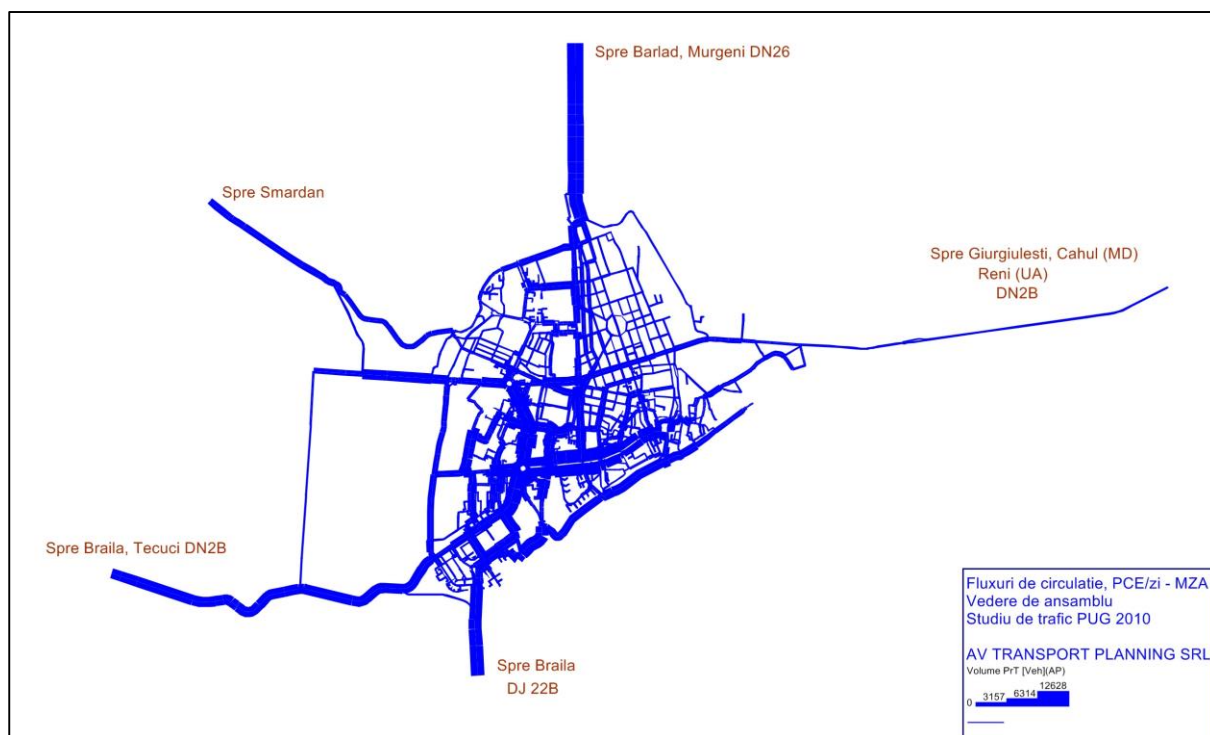 Spre Barlad, Murgeni DN26
Spre Smardan
Spre Giurgiulesti, Cahul (MD)
Reni (UA)
DN2B
Spre Braila, Tecuci DN2B
Spre Braila
DJ 22B
Fluxuri de circulatie, PCE/zi - MZA
Vedere de ansamblu
Studiu de trafic PUG 2010
AV TRANSPORT PLANNING SRL
Volume PrT [Veh](AP)
0 3157 6314 12628